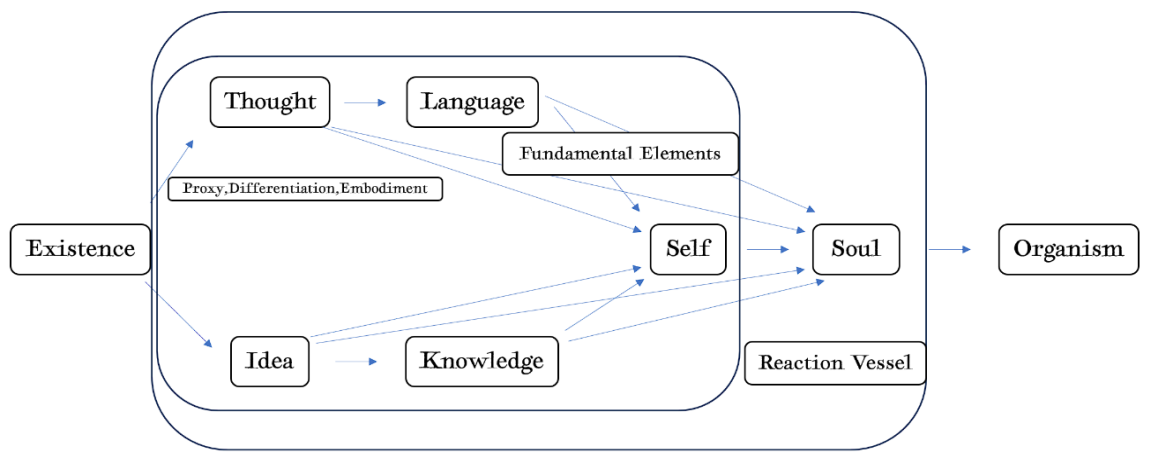 Thought
Language
Fundamental Elements
Proxy,Differentiation,Embodiment
Existence
Self
Soul
Organism
Idea
Knowledge
Reaction Vessel